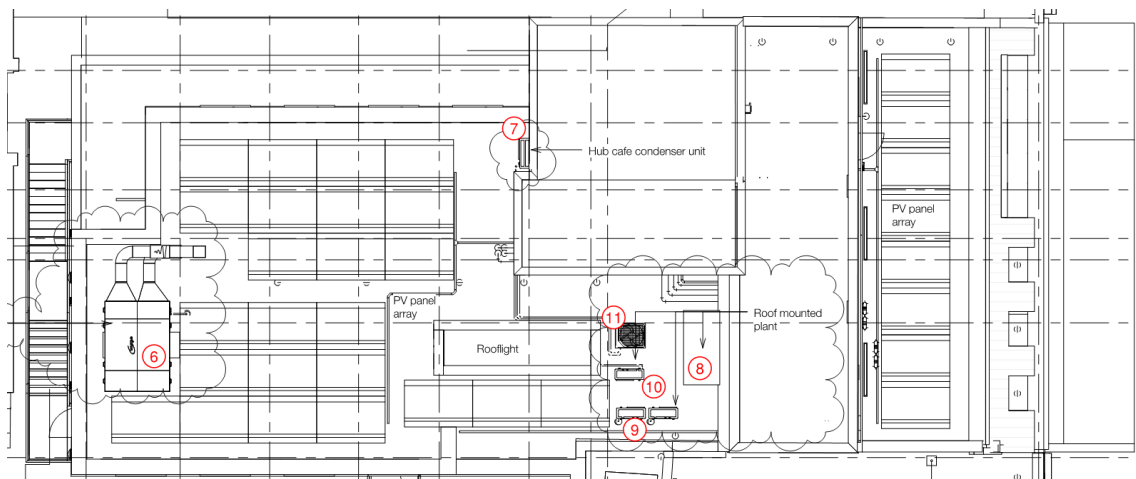 7
Hub cafe condenser unit
PV panel
array
PV panel
array
11
Roof mounted
plant
6
Rooflight
8
10
9